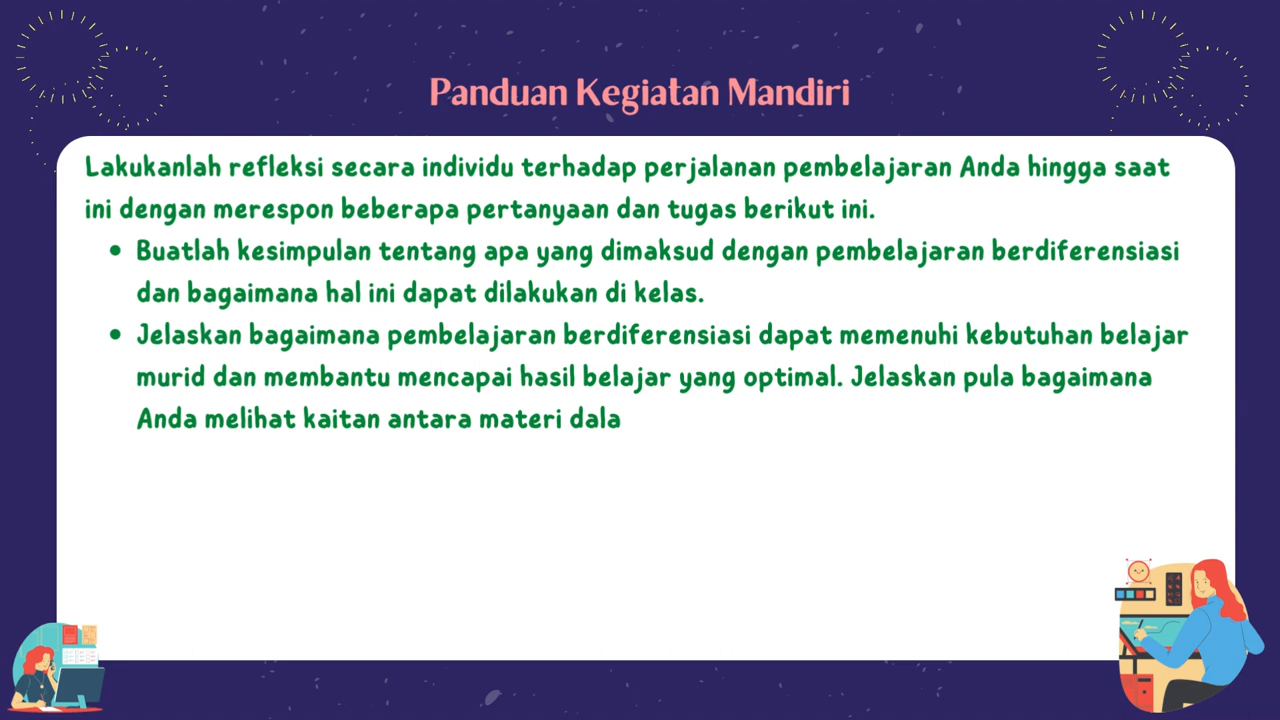 Panduan Kegiatan Mandiri
Lakukanlah refleksi secara individu terhadap perjalanan pembelajaran Anda hingga saat
ini dengan merespon beberapa pertanyaan dan tugas berikut ini.
• Buatlah kesimpulan tentang apa yang dimaksud dengan pembelajaran berdiferensiasi
dan bagaimana hal ini dapat dilakukan di kelas.
• Jelaskan bagaimana pembelajaran berdiferensiasi dapat memenuhi kebutuhan belajar
murid dan membantu mencapai hasil belajar yang optimal. Jelaskan pula bagaimana
Anda melihat kaitan antara materi dala